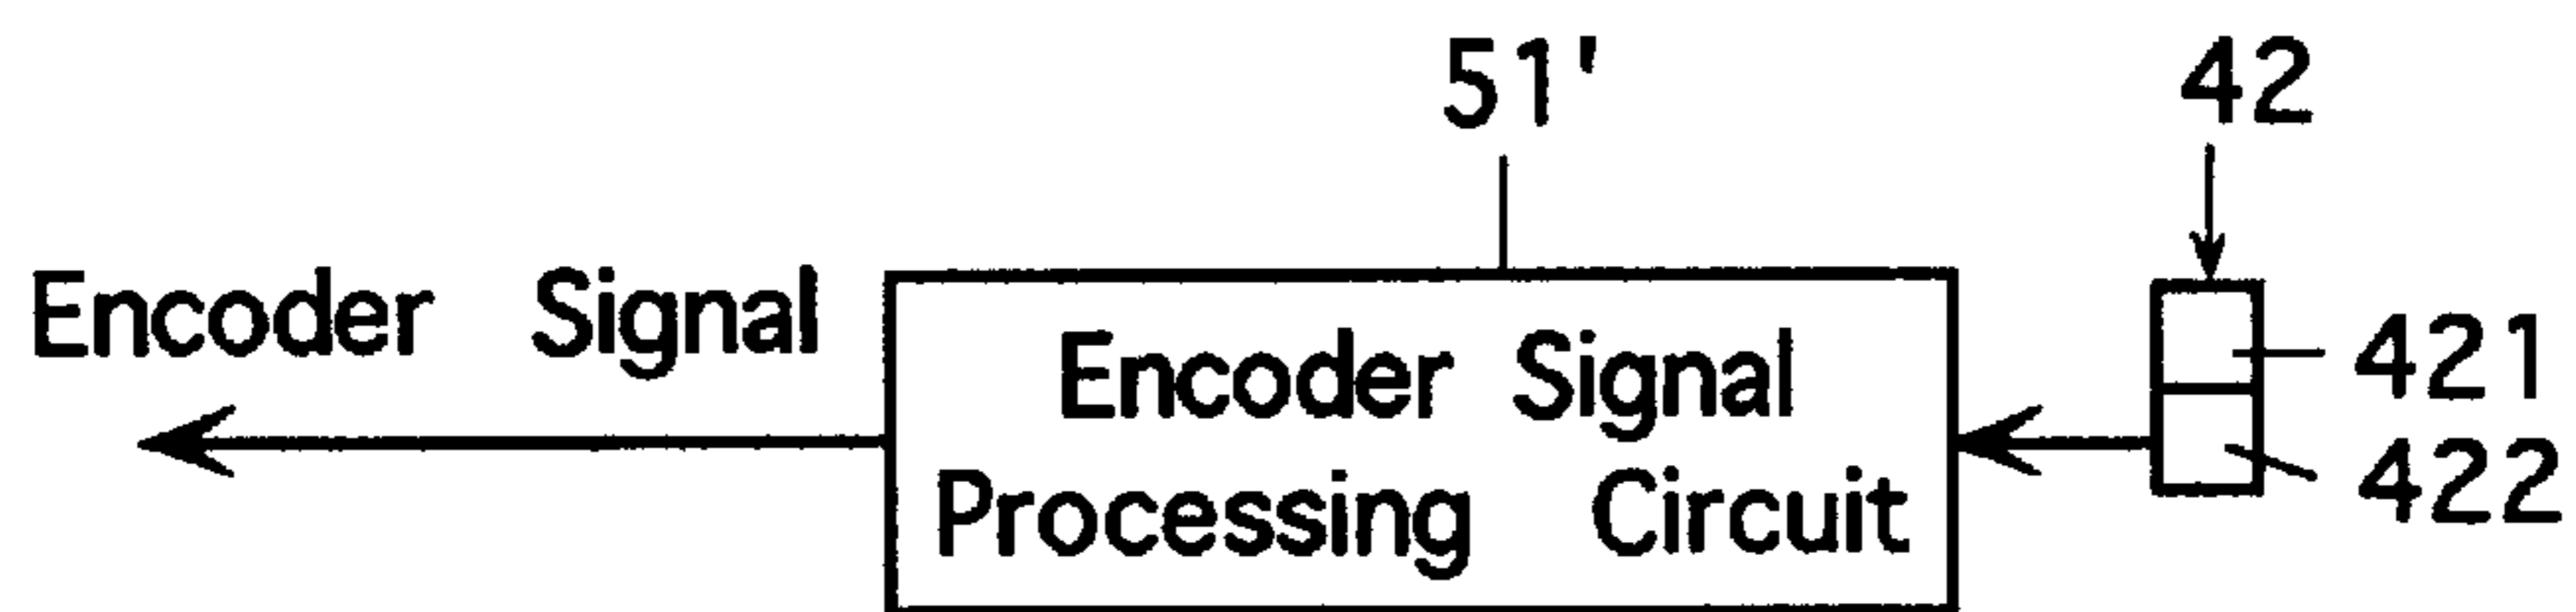 51' 42
Encoder Signal
Encoder Signal
Processing Circuit
421
422